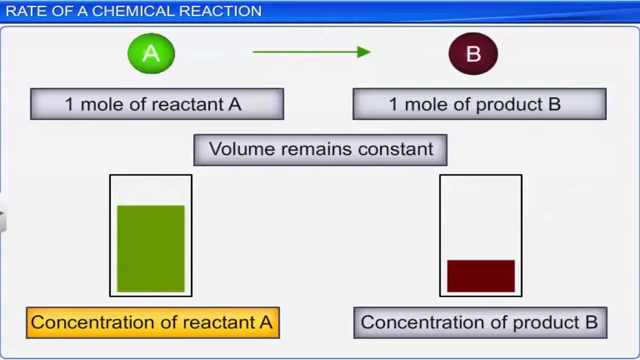 RATE OF A CHEMICAL REACTION
A
B
1 mole of reactant A
1 mole of product B
Volume remains constant
Concentration of reactant A
Concentration of product B